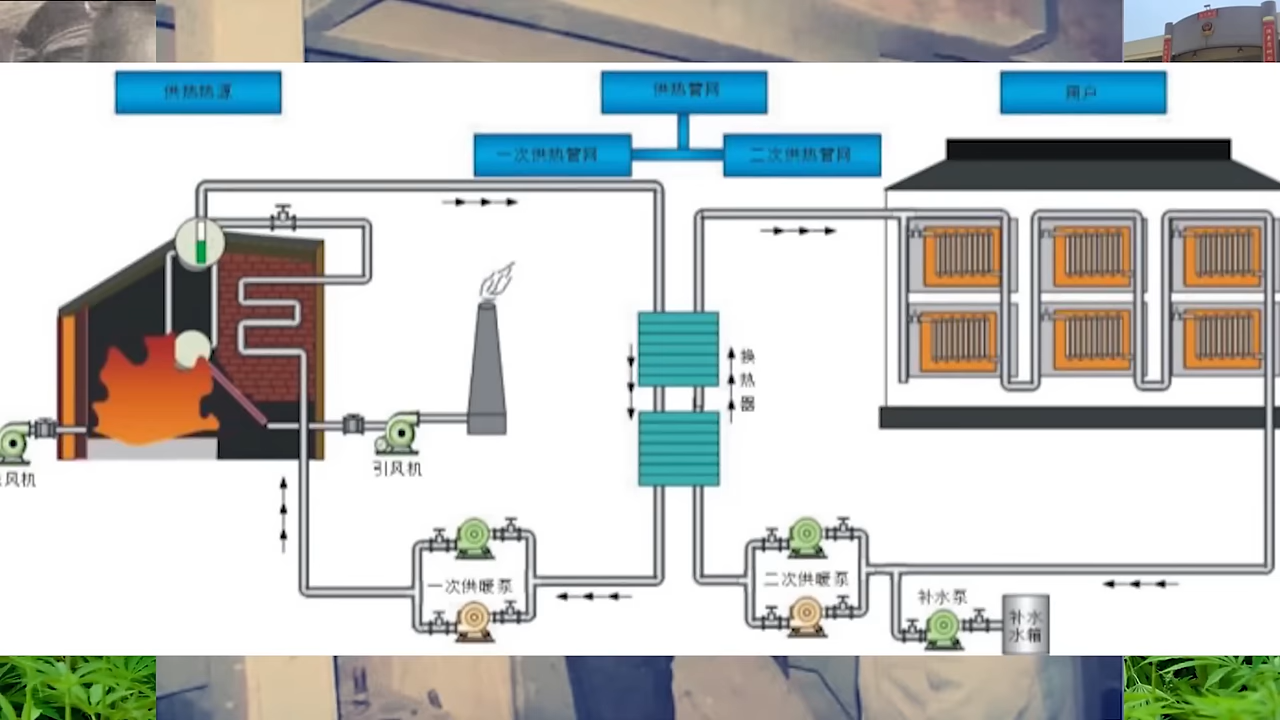 供热热源
供热管网
用户
一次供热管网
二次供热管网
换
热
器
风机
引风机
一次供暖泵
二次供暖泵
补水泵
补水
水箱